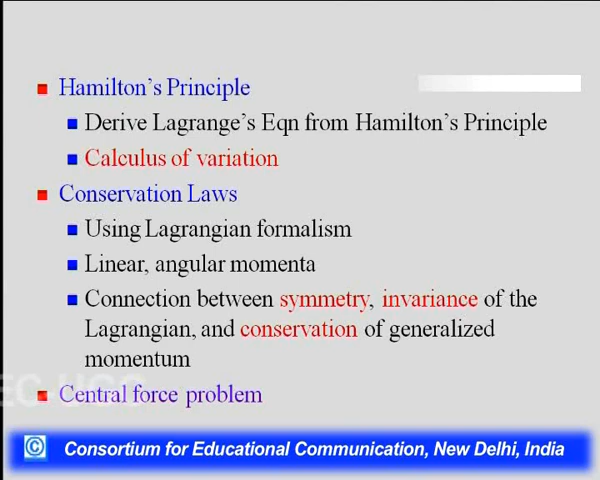 Hamilton's Principle
Derive Lagrange's Eqn from Hamilton's Principle
Calculus of variation
Conservation Laws
Using Lagrangian formalism
Linear, angular momenta
Connection between symmetry, invariance of the
Lagrangian, and conservation of generalized
momentum
Central force problem
EC-UGC
© Consortium for Educational Communication, New Delhi, India